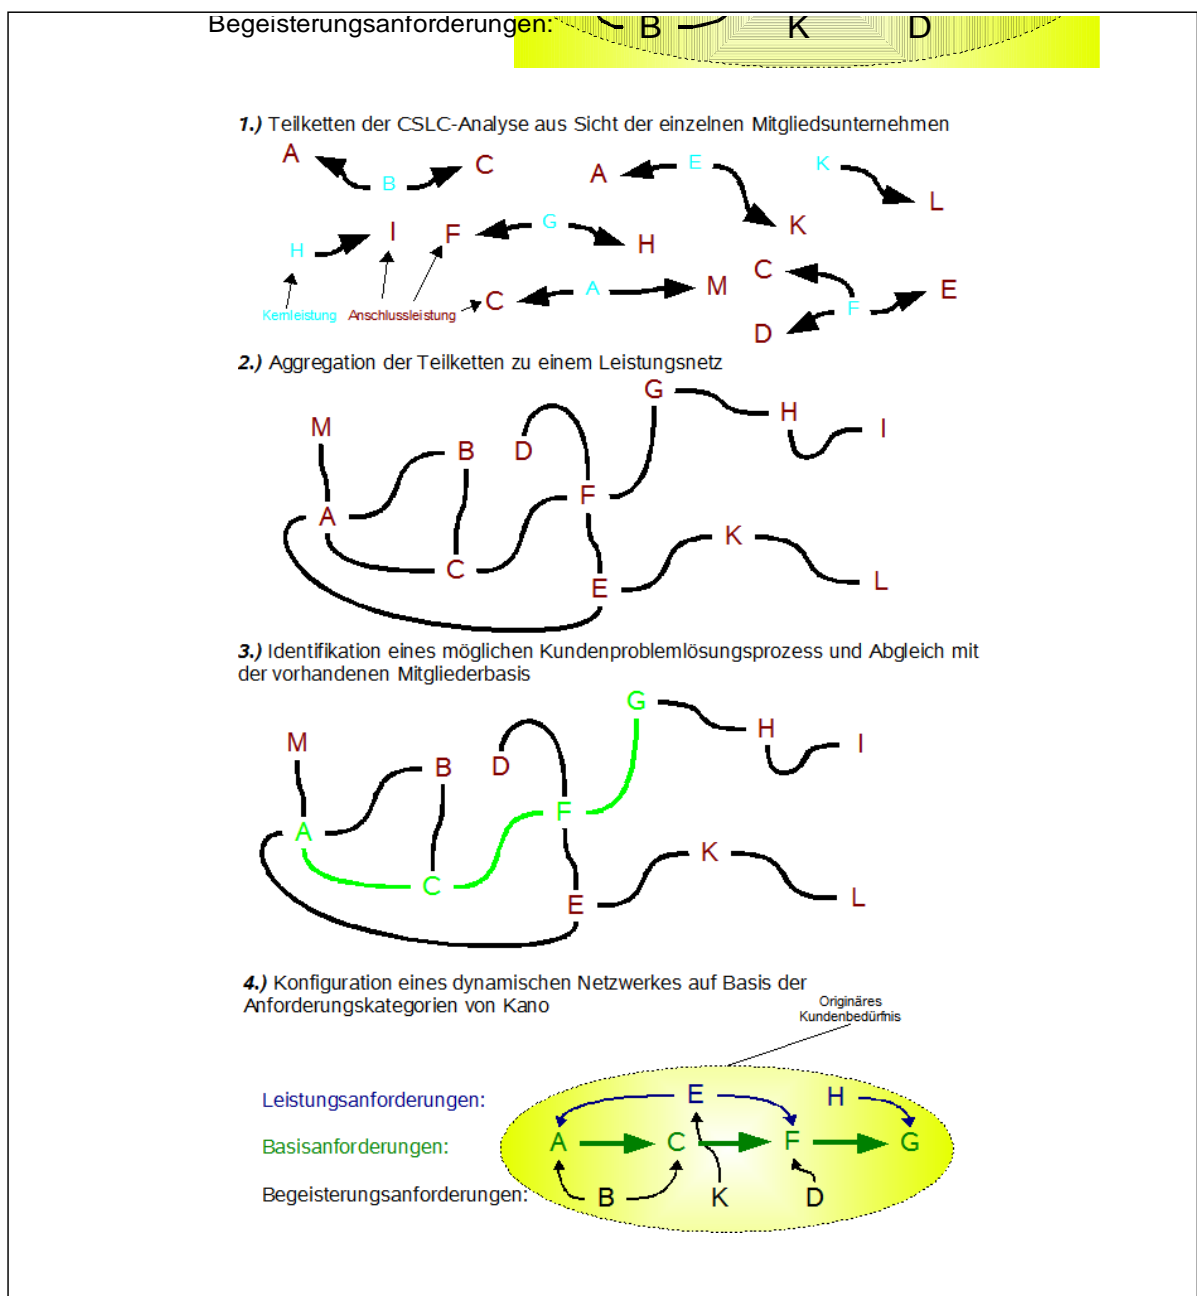 Begeisterungsanforderungen:
B K D
1.) Teilketten der CSLC-Analyse aus Sicht der einzelnen Mitgliedsunternehmen
A B C A E K K L
H I F G H
C A M C F E D
Kernleistung Anschlussleistung
2.) Aggregation der Teilketten zu einem Leistungsnetz
G
M B D H I
A F
C E K L
3.) Identifikation eines möglichen Kundenproblemlösungsprozess und Abgleich mit
der vorhandenen Mitgliederbasis
G
M B D H I
A F
C E K L
4.) Konfiguration eines dynamischen Netzwerkes auf Basis der
Anforderungskategorien von Kano
Originäres
Kundenbedürfnis
Leistungsanforderungen: E H
Basisanforderungen: A C F G
Begeisterungsanforderungen: B K D